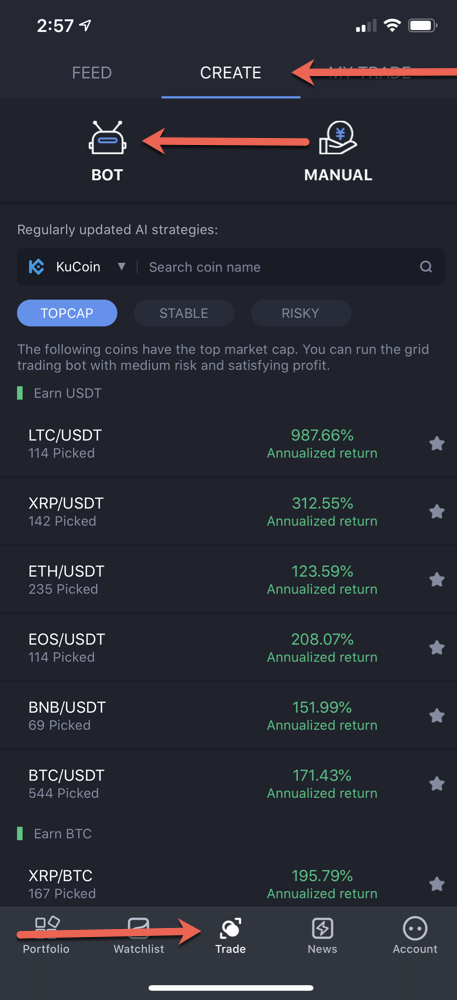 2:57
FEED CREATE MY TRADE
BOT MANUAL
Regularly updated AI strategies:
KuCoin Search coin name
TOPCAP STABLE RISKY
The following coins have the top market cap. You can run the grid
trading bot with medium risk and satisfying profit.
Earn USDT
LTC/USDT 987.66%
114 Picked Annualized return
XRP/USDT 312.55%
142 Picked Annualized return
ETH/USDT 123.59%
235 Picked Annualized return
EOS/USDT 208.07%
114 Picked Annualized return
BNB/USDT 151.99%
69 Picked Annualized return
BTC/USDT 171.43%
544 Picked Annualized return
Earn BTC
XRP/BTC 195.79%
167 Picked Annualized return
Portfolio Watchlist Trade News Account